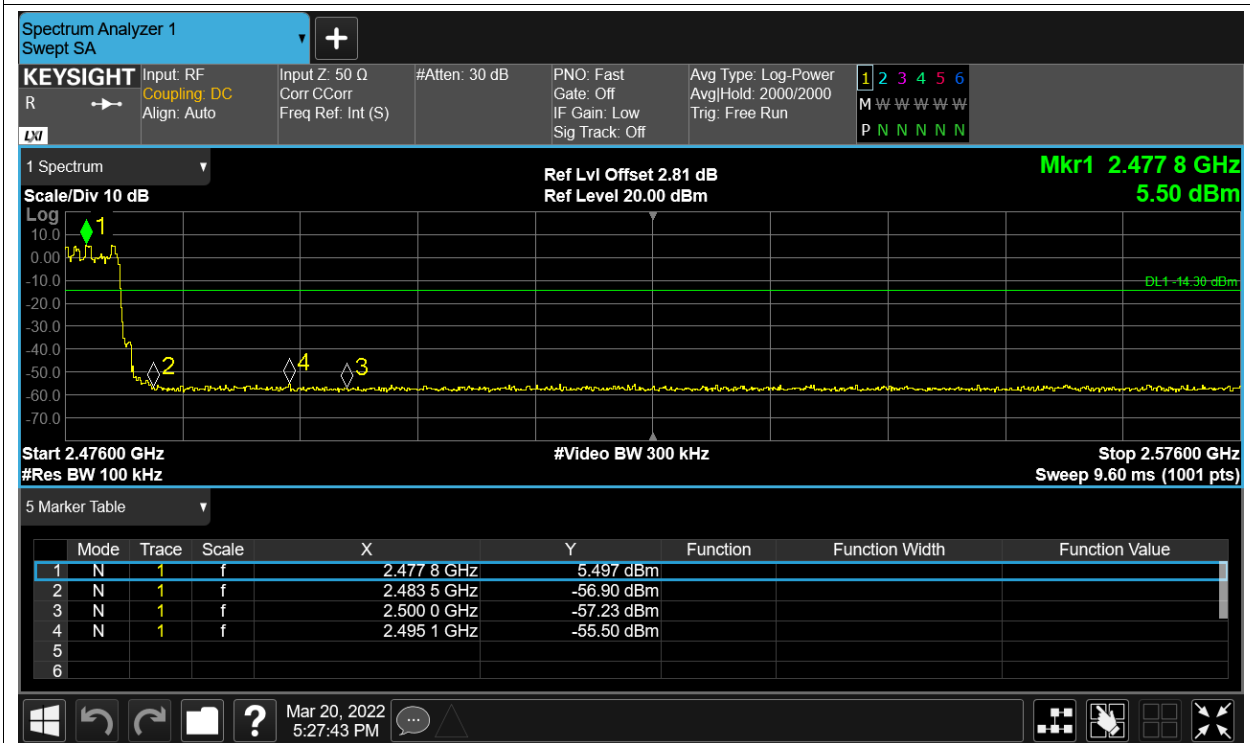 Spectrum Analyzer 1
Swept SA
+
KEYSIGHT Input: RF Input Z: 50 Ω #Atten: 30 dB PNO: Fast Avg Type: Log-Power 1 2 3 4 5 6
R Coupling: DC Corr CCorr Gate: Off Avg|Hold: 2000/2000 M W W W W W W
Align: Auto Freq Ref: Int (S) IF Gain: Low Trig: Free Run
LXI Sig Track: Off P N N N N N N
1 Spectrum Ref Lvl Offset 2.81 dB Mkr1 2.477 8 GHz
Scale/Div 10 dB Ref Level 20.00 dBm 5.50 dBm
Log
1
10.0
0.00
-10.0
DL1 -14.30 dBm
-20.0
-30.0
-40.0
2 4 3
-50.0
-60.0
-70.0
Start 2.47600 GHz #Video BW 300 kHz Stop 2.57600 GHz
#Res BW 100 kHz Sweep 9.60 ms (1001 pts)
5 Marker Table
Mode Trace Scale X Y Function Function Width Function Value
1 N 1 f 2.477 8 GHz 5.497 dBm
2 N 1 f 2.483 5 GHz -56.90 dBm
3 N 1 f 2.500 0 GHz -57.23 dBm
4 N 1 f 2.495 1 GHz -55.50 dBm
5
6
? Mar 20, 2022
5:27:43 PM